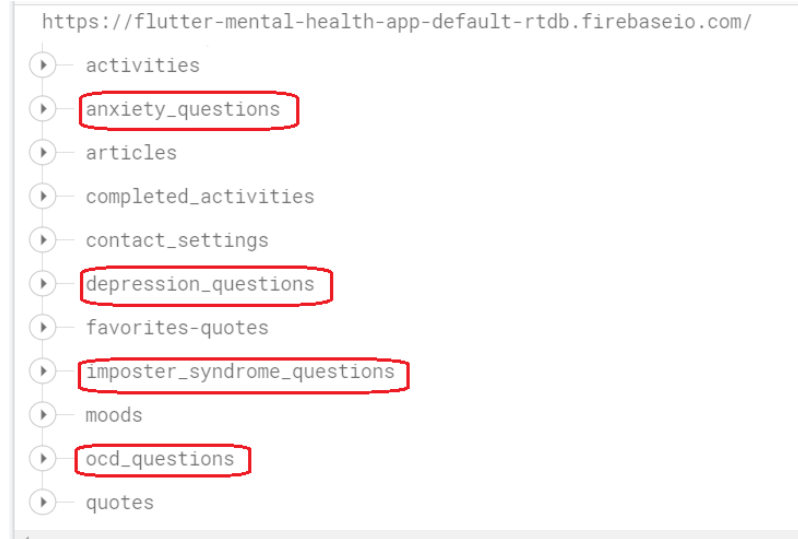 https://flutter-mental-health-app-default-rtdb.firebaseio.com/
activities
anxiety_questions
articles
completed_activities
contact_settings
depression_questions
favorites-quotes
imposter_syndrome_questions
moods
ocd_questions
quotes